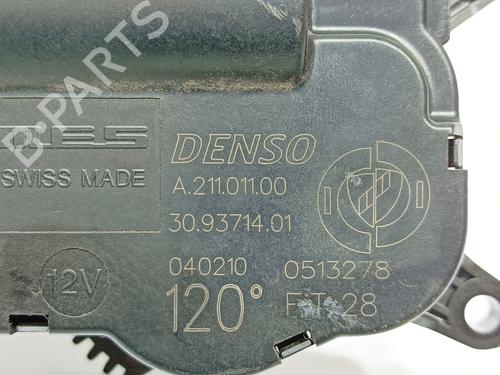 DENSO
SWISS MADE
A.211.011.00
30.93714.01
040210 0513278
12V
120° FT 28
B-PARTS